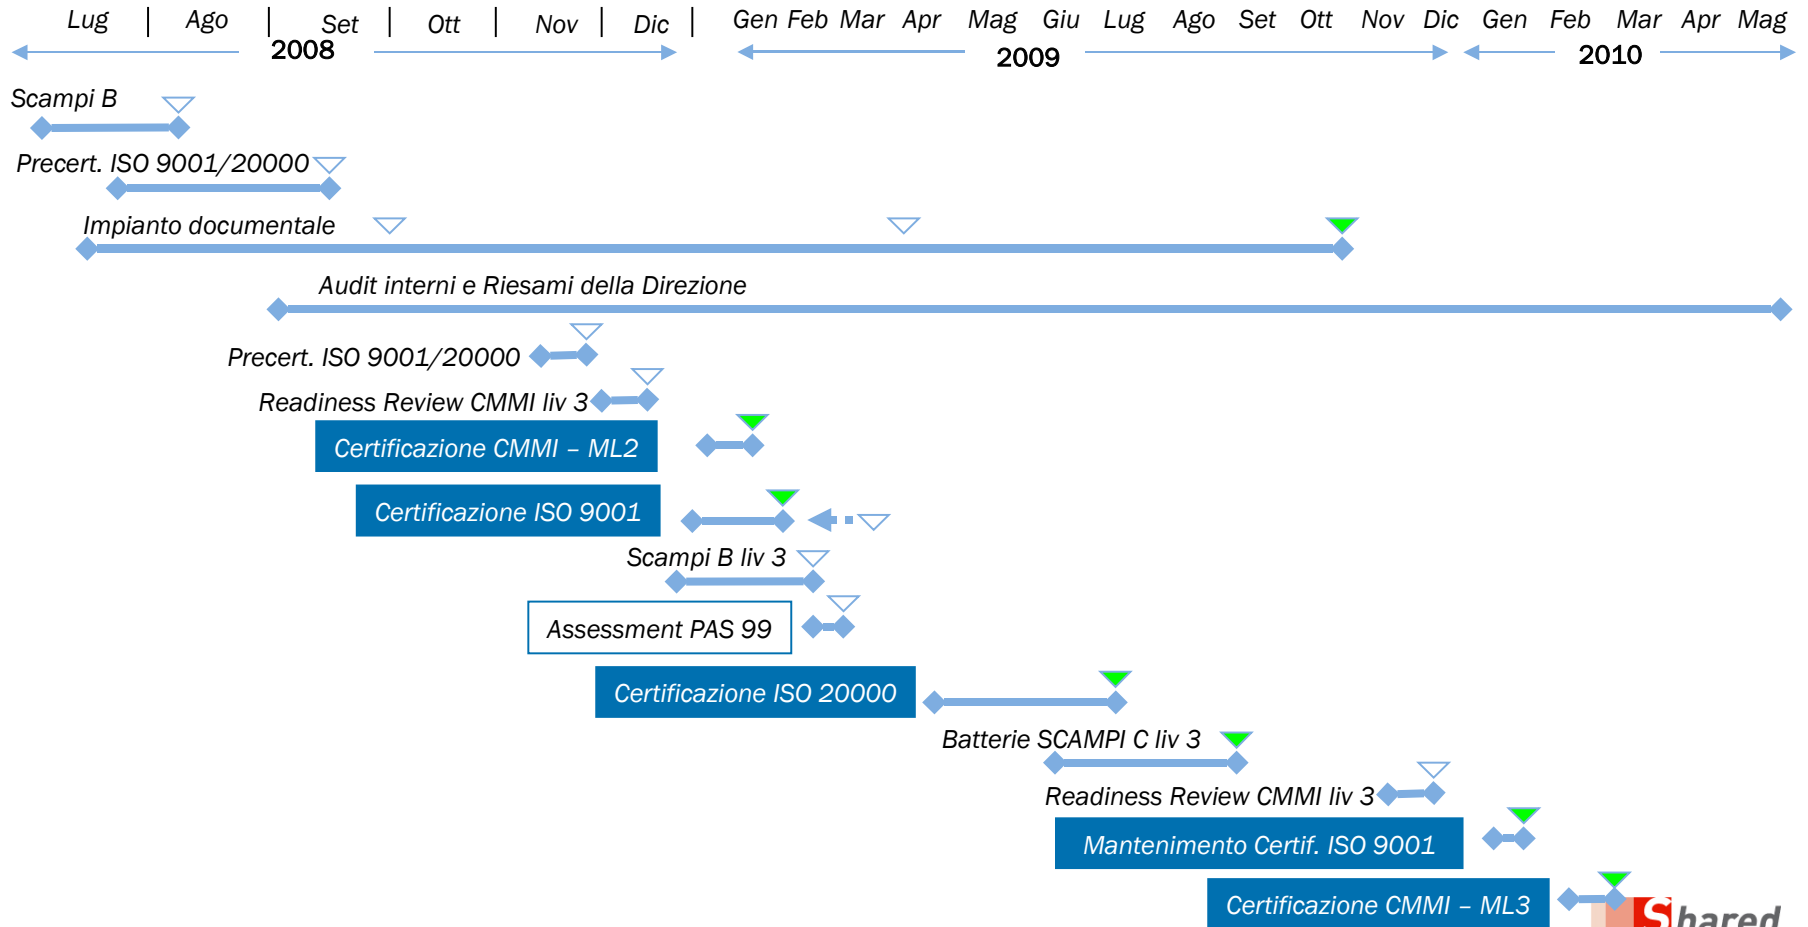 Lug | Ago | Set | Ott | Nov | Dic | Gen Feb Mar Apr Mag Giu Lug Ago Set Ott Nov Dic Gen Feb Mar Apr Mag
2008 2009 2010
Scampi B
Precert. ISO 9001/20000
Impianto documentale
Audit interni e Riesami della Direzione
Precert. ISO 9001/20000
Readiness Review CMMI liv 3
Certificazione CMMI – ML2
Certificazione ISO 9001
Scampi B liv 3
Assessment PAS 99
Certificazione ISO 20000
Batterie SCAMPI C liv 3
Readiness Review CMMI liv 3
Mantenimento Certif. ISO 9001
Certificazione CMMI – ML3
Shared